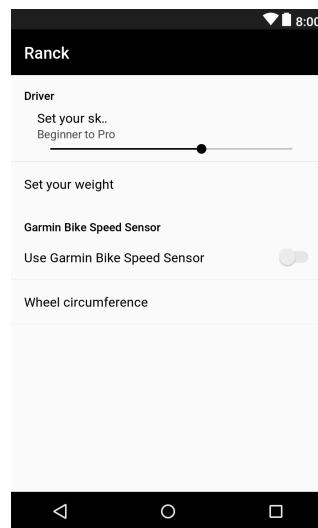 8:00
Ranck
Driver
Set your sk..
Beginner to Pro
Set your weight
Garmin Bike Speed Sensor
Use Garmin Bike Speed Sensor
Wheel circumference